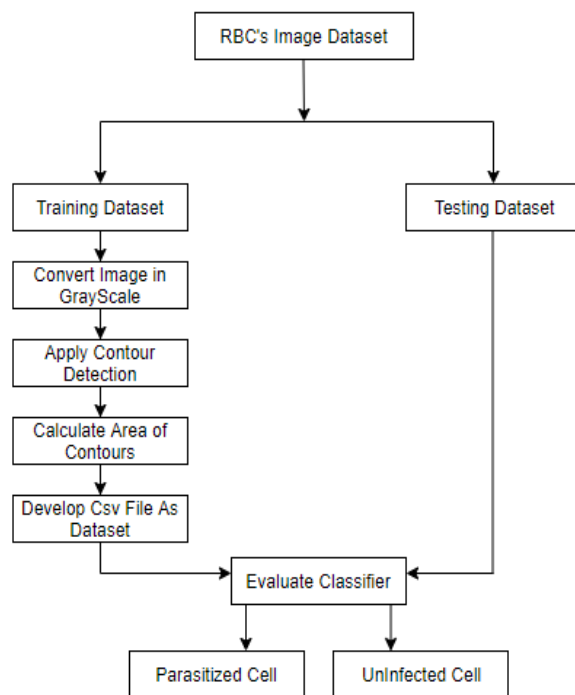 RBC's Image Dataset
Training Dataset
Testing Dataset
Convert Image in
GrayScale
Apply Contour
Detection
Calculate Area of
Contours
Develop Csv File As
Dataset
Evaluate Classifier
Parasitized Cell
UnInfected Cell